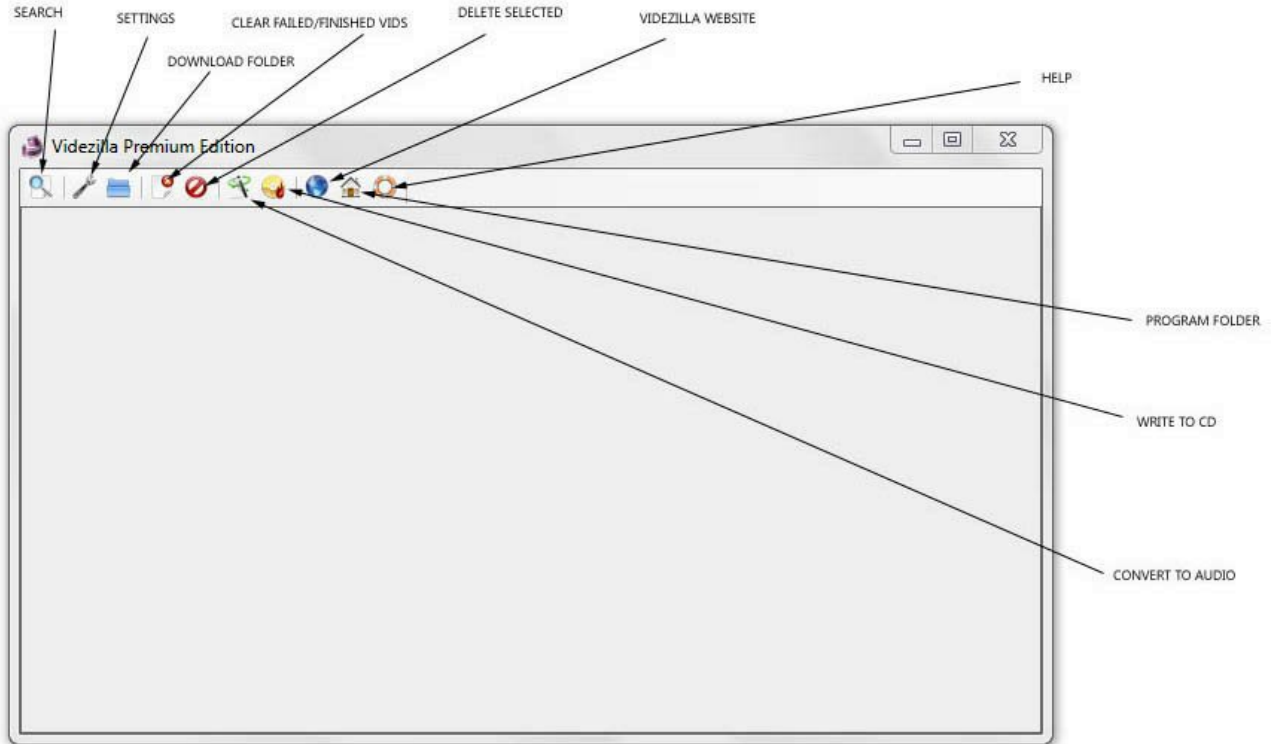 SEARCH
SETTINGS
DELETE SELECTED
VIDEZILLA WEBSITE
CLEAR FAILED/FINISHED VIDS
DOWNLOAD FOLDER
HELP
Videzilla Premium Edition
PROGRAM FOLDER
WRITE TO CD
CONVERT TO AUDIO